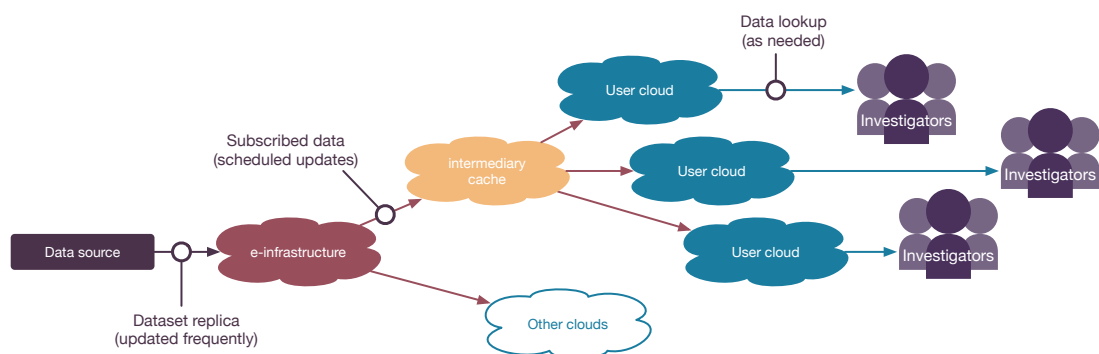 Data lookup
(as needed)
User cloud
Investigators
Subscribed data
(scheduled updates)
intermediary
cache
User cloud
Investigators
Data source
e-infrastructure
User cloud
Investigators
Dataset replica
(updated frequently)
Other clouds